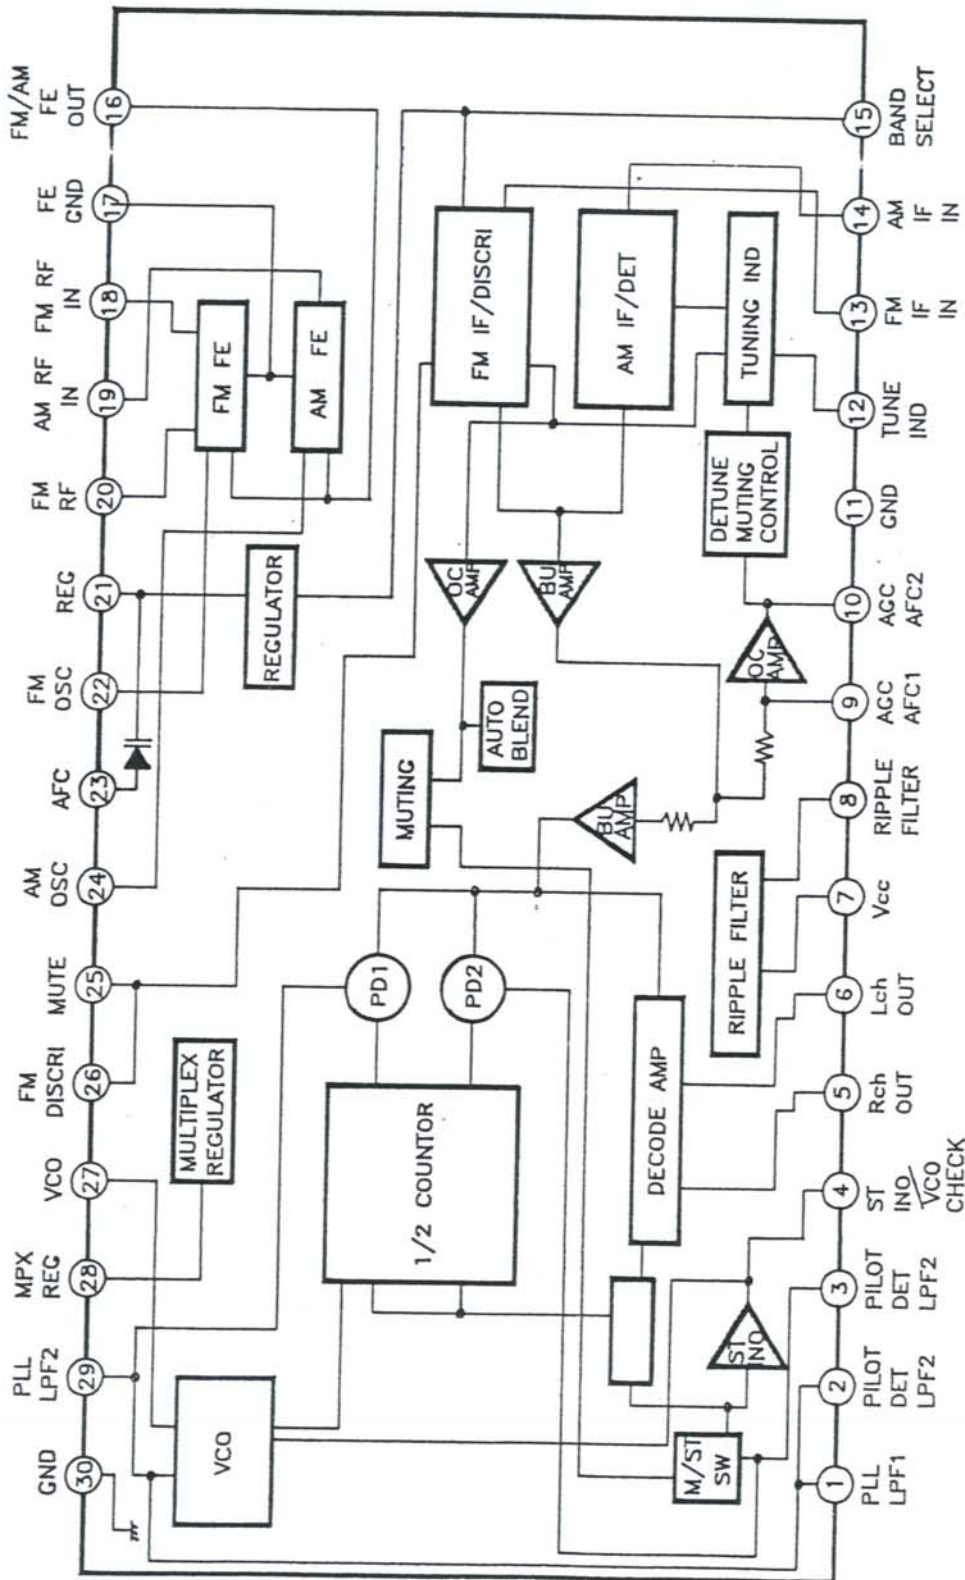 FM/AM
FE
OUT
16
FE
GND
17
FM RF
IN
18
AM RF
IN
19
FM
RF
20
REG
21
FM
OSC
22
AFC
23
AM
OSC
24
MUTE
25
FM
DISCRI
26
VCO
27
MPX
REG
28
PLL
LPF2
29
GND
30
FM FE
AM FE
REGULATOR
MULTIPLEX
REGULATOR
VCO
FM IF/DISCRI
AM IF/DET
TUNING IND
DETUNE
MUTING
CONTROL
OC
AMP
BU
AMP
OC
AMP
AUTO
BLEND
MUTING
BU
AMP
PD1
PD2
1/2 COUNTOR
RIPPLE FILTER
DECODE AMP
ST
INO
M/ST
SW
15
BAND
SELECT
14
AM
IF
IN
13
FM
IF
IN
12
TUNE
IND
11
GND
10
AGC
AFC2
9
AGC
AFC1
8
RIPPLE
FILTER
7
Vcc
6
Lch
OUT
5
Rch
OUT
4
ST
INO/VCO
CHECK
3
PILOT
DET
LPF2
2
PILOT
DET
LPF2
1
PLL
LPF1